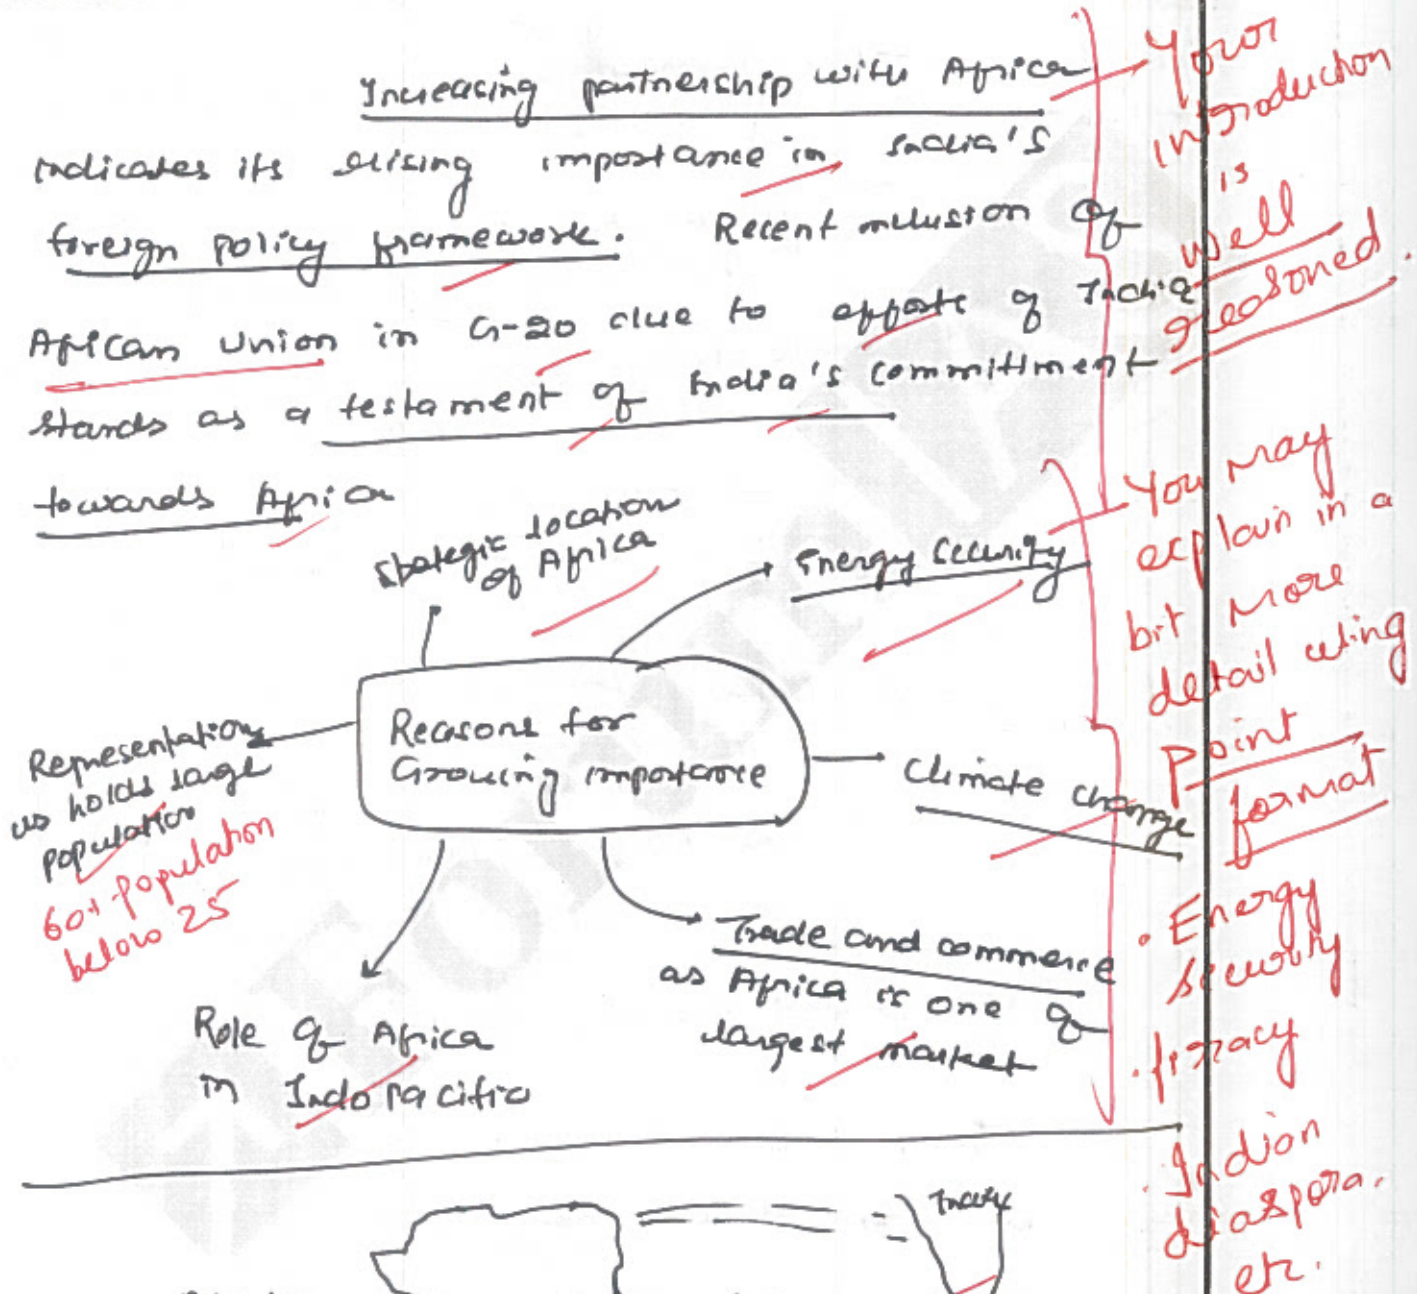 Increasing partnership with Africa
indicates its rising importance in India's
foreign policy framework. Recent inclusion of
African Union in G-20 due to efforts of India
stands as a testament of India's committment
towards Africa
Strategic location
of Africa
Energy Security
Reasons for
Growing importance
Representation
as holds large
population
60% population
below 25
Climate change
Trade and commerce
as Africa is one of
largest market
Role of Africa
in Indo pacific
Your
introduction
is
well
reasoned.
You may
explain in a
bit more
detail using
Point
format
. Energy
security
. Piracy
. Indian
diaspora.
etc.
India